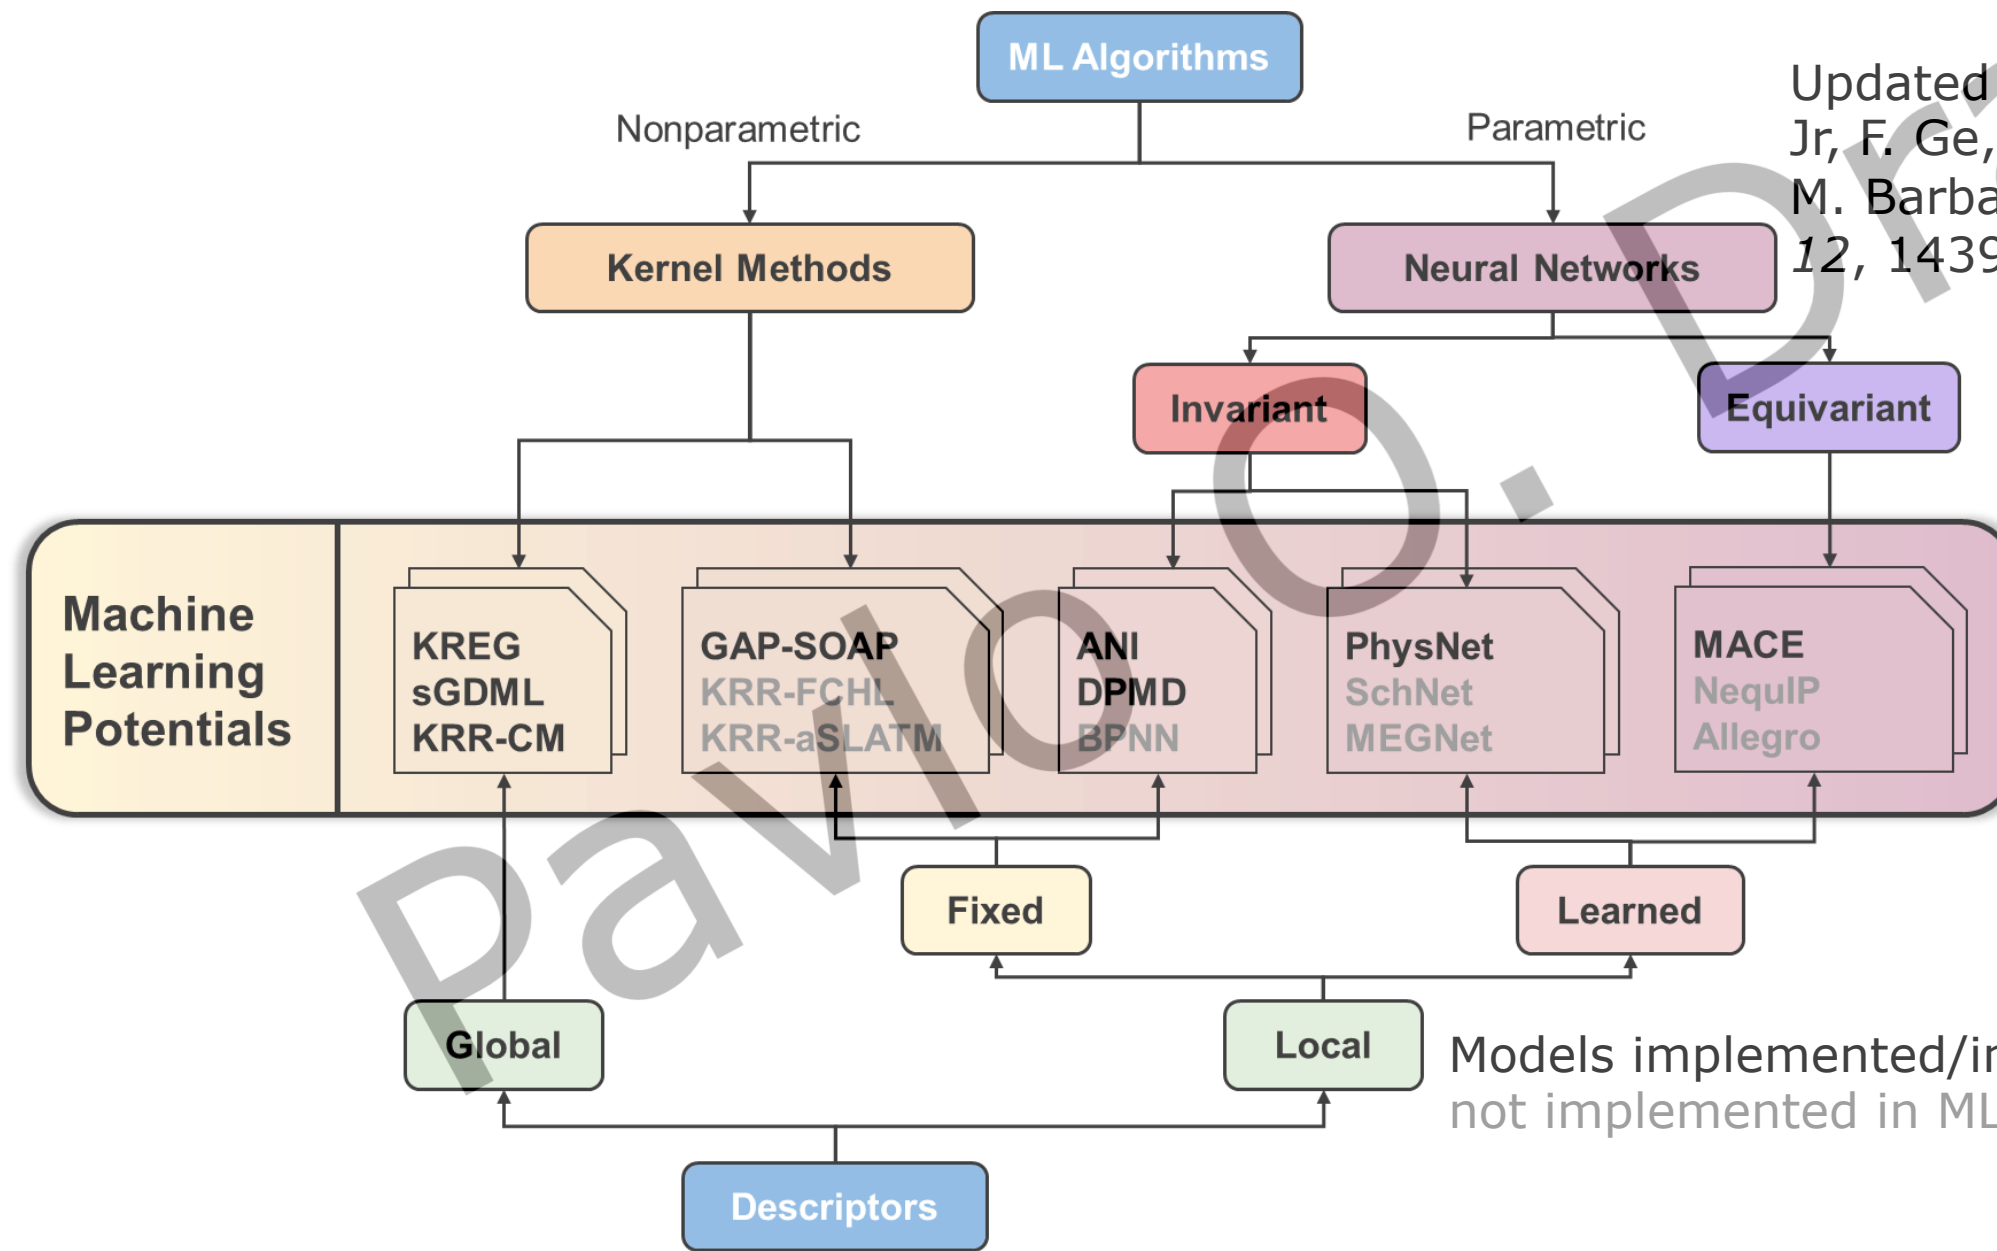 ML Algorithms
Nonparametric
Parametric
Updated
Jr, F. Ge,
M. Barba
12, 1439
Kernel Methods
Neural Networks
Invariant
Equivariant
Machine
Learning
Potentials
KREG
sGDML
KRR-CM
GAP-SOAP
KRR-FCHL
KRR-aSLATM
ANI
DPMD
BPNN
PhysNet
SchNet
MEGNet
MACE
NequIP
Allegro
Fixed
Learned
Global
Local
Models implemented/in
not implemented in ML
Descriptors
Pavlo O. Dr